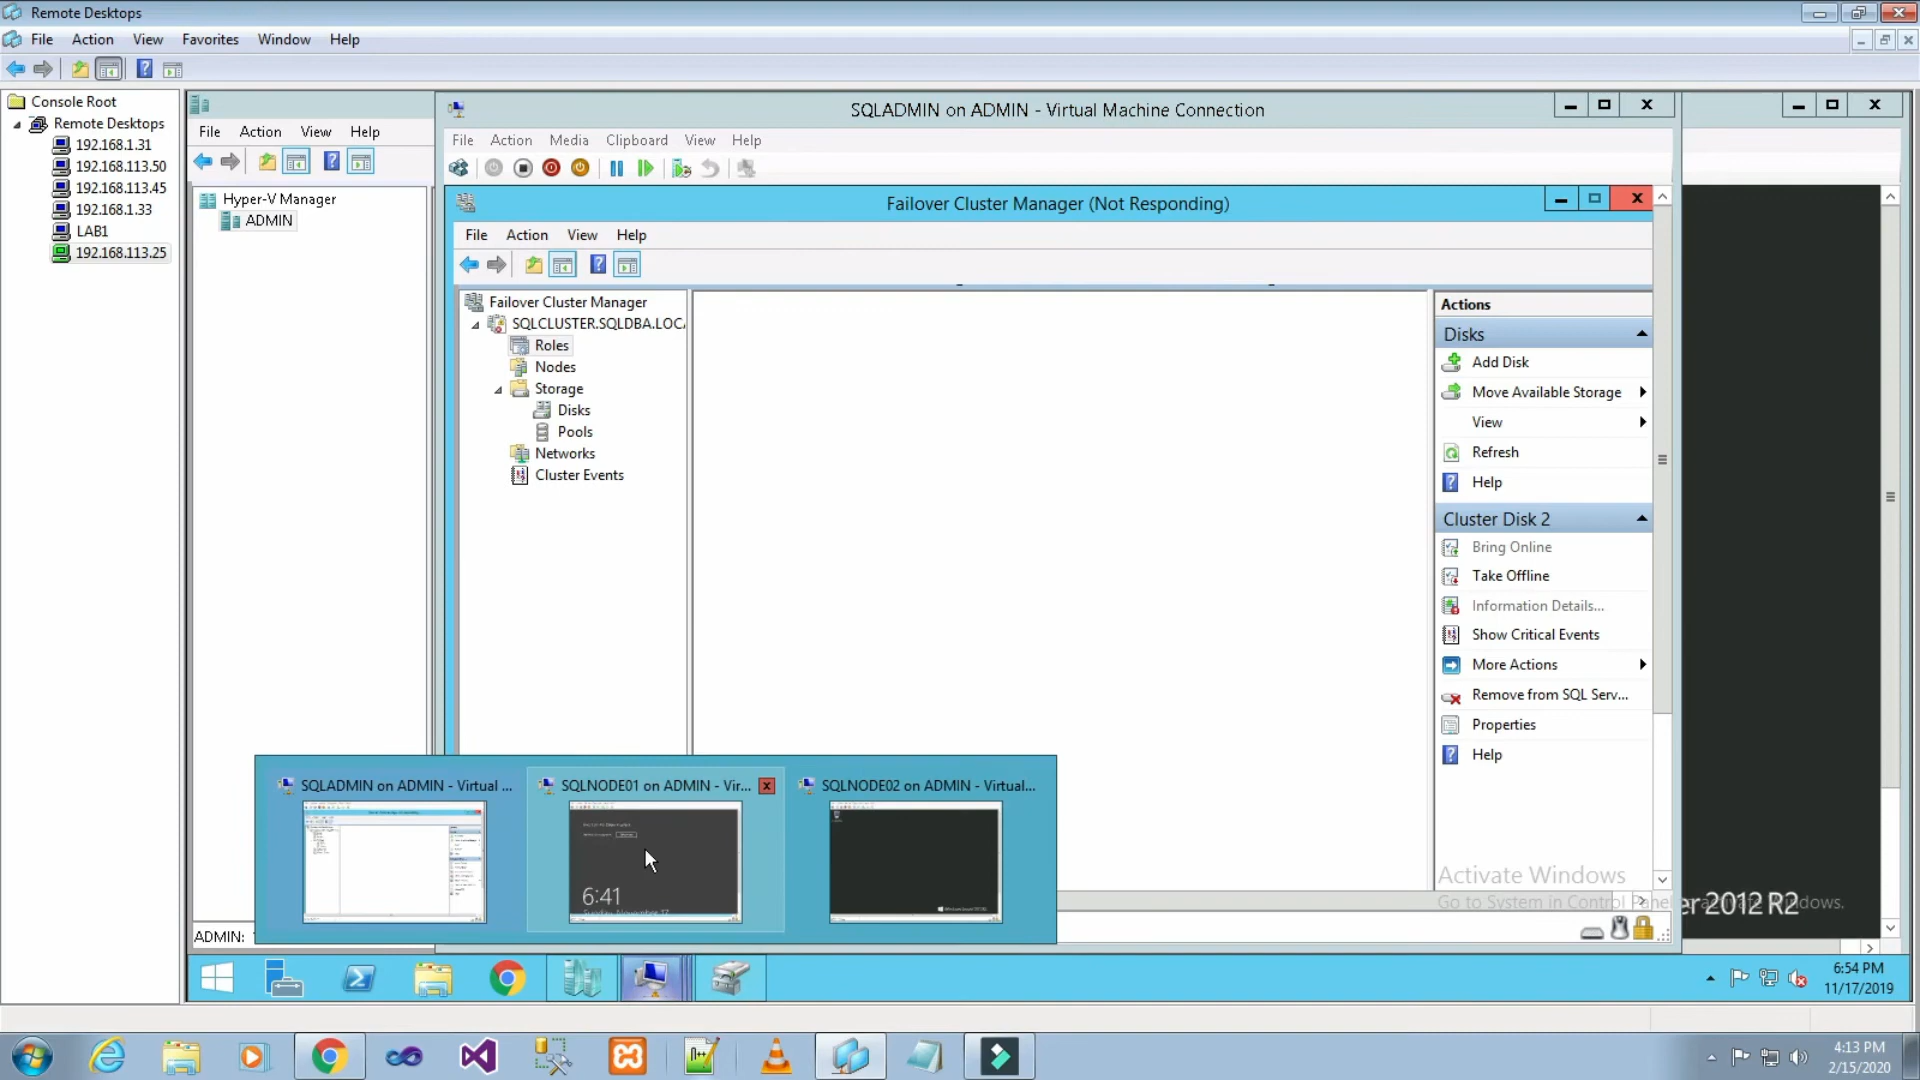 Remote Desktops
File Action View Favorites Window Help
Console Root
Remote Desktops
192.168.1.31
192.168.113.50
192.168.113.45
192.168.1.33
LAB1
192.168.113.25
File Action View Help
Hyper-V Manager
ADMIN
ADMIN:
SQLADMIN on ADMIN - Virtual Machine Connection
File Action Media Clipboard View Help
Failover Cluster Manager (Not Responding)
File Action View Help
Failover Cluster Manager
SQLCLUSTER.SQLDBA.LOC
Roles
Nodes
Storage
Disks
Pools
Networks
Cluster Events
Actions
Disks
Add Disk
Move Available Storage
View
Refresh
Help
Cluster Disk 2
Bring Online
Take Offline
Information Details...
Show Critical Events
More Actions
Remove from SQL Serv...
Properties
Help
Activate Windows
Go to System in Control Pane
er 2012 R2
dows.
SQLADMIN on ADMIN - Virtual ...
SQLNODE01 on ADMIN - Vir...
SQLNODE02 on ADMIN - Virtual...
6:41
Sunday, November 17
6:54 PM
11/17/2019
4:13 PM
2/15/2020